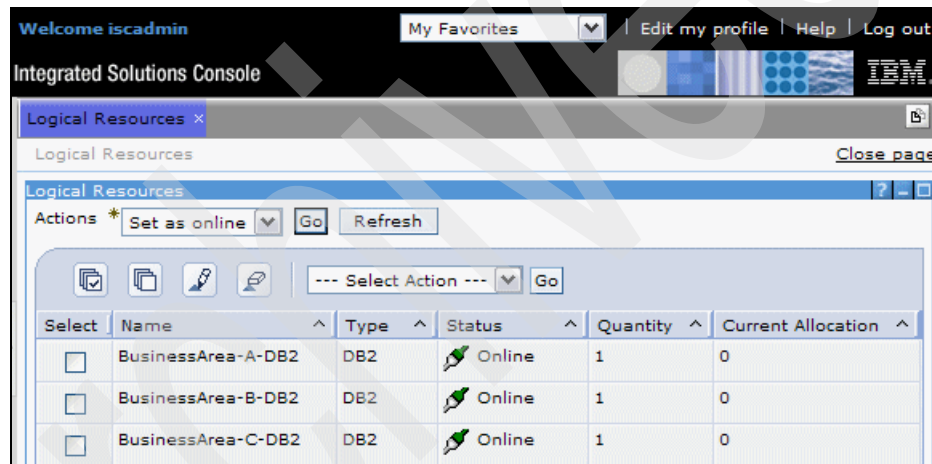 Welcome iscadmin My Favorites Edit my profile Help Log out
Integrated Solutions Console IBM.
Logical Resources ×
Logical Resources Close page
Logical Resources ?
Actions * Set as online Go Refresh
--- Select Action --- Go
Select Name Type Status Quantity Current Allocation
BusinessArea-A-DB2 DB2 Online 1 0
BusinessArea-B-DB2 DB2 Online 1 0
BusinessArea-C-DB2 DB2 Online 1 0